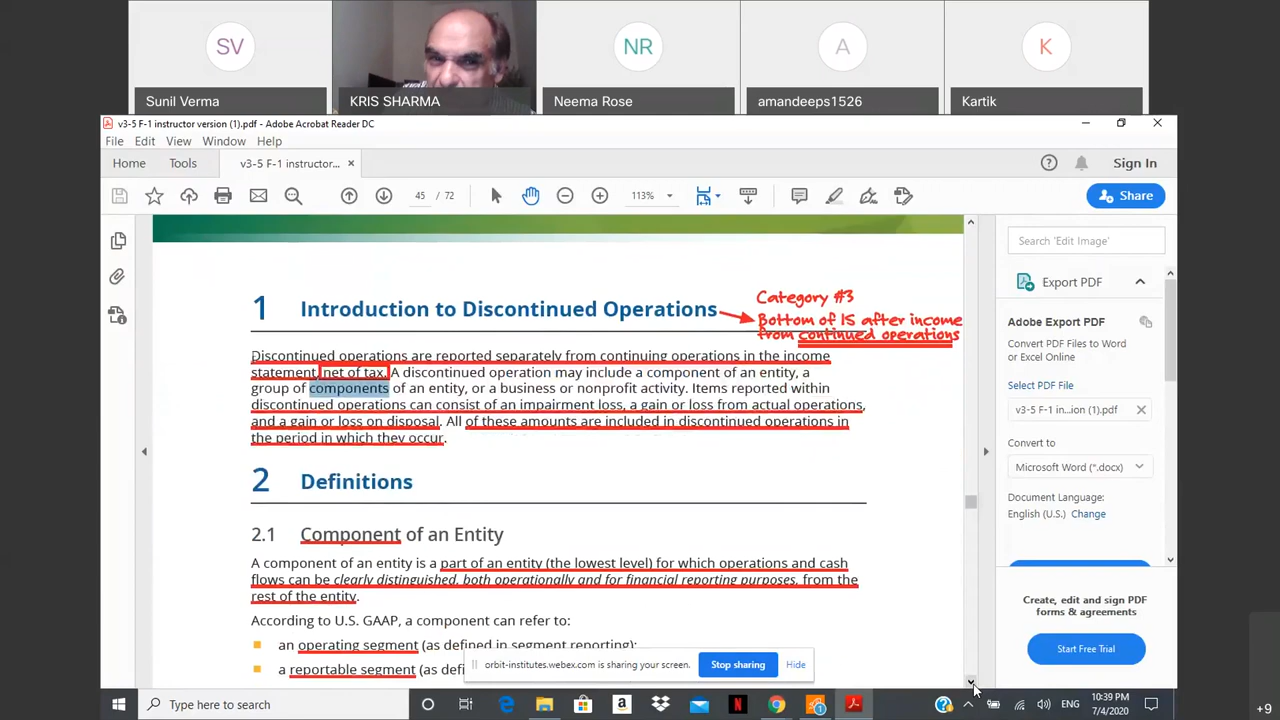 SV
NR
A
K
Sunil Verma
KRIS SHARMA
Neema Rose
amandeeps1526
Kartik
v3-5 F-1 instructor version (1).pdf - Adobe Acrobat Reader DC
File Edit View Window Help
Home Tools v3-5 F-1 instructor... × Sign In
45 / 72 113% Share
Search 'Edit Image'
Export PDF
Adobe Export PDF
Convert PDF Files to Word
or Excel Online
Select PDF File
v3-5 F-1 in...ion (1).pdf
Convert to
Microsoft Word (*.docx)
Document Language:
English (U.S.) Change
Create, edit and sign PDF
forms & agreements
Start Free Trial
1 Introduction to Discontinued Operations
Category #3
Bottom of IS after income
from continued operations
Discontinued operations are reported separately from continuing operations in the income
statement, net of tax. A discontinued operation may include a component of an entity, a
group of components of an entity, or a business or nonprofit activity. Items reported within
discontinued operations can consist of an impairment loss, a gain or loss from actual operations,
and a gain or loss on disposal. All of these amounts are included in discontinued operations in
the period in which they occur.
2 Definitions
2.1 Component of an Entity
A component of an entity is a part of an entity (the lowest level) for which operations and cash
flows can be clearly distinguished, both operationally and for financial reporting purposes, from the
rest of the entity.
According to U.S. GAAP, a component can refer to:
an operating segment (as defined in segment reporting);
a reportable segment (as
orbit-institutes.webex.com is sharing your screen. Stop sharing Hide
Type here to search
ENG
10:39 PM
7/4/2020
+9